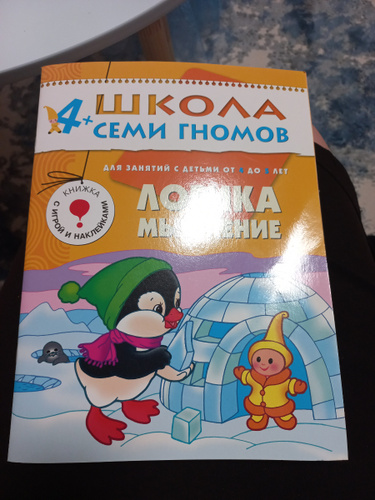 ШКОЛА
4+ СЕМИ ГНОМОВ
ДЛЯ ЗАНЯТИЙ С ДЕТЬМИ ОТ ДО ЛЕТ
КНИЖКА
С ИГРОЙ И НАКЛЕЙКАМИ